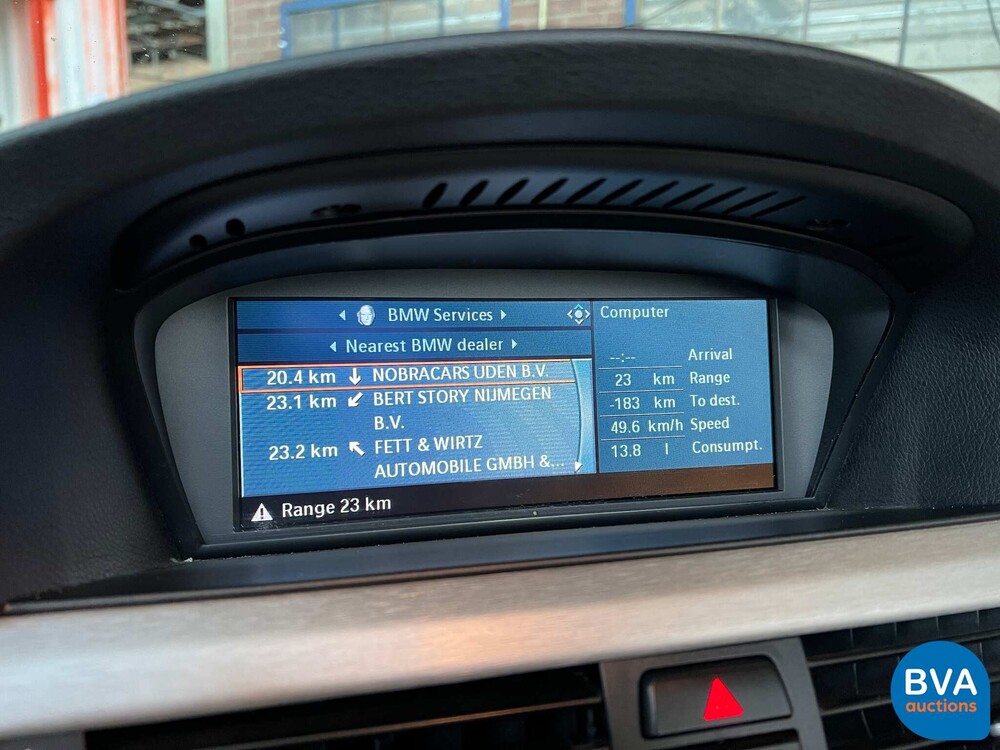 BMW Services
Nearest BMW dealer
20.4 km NOBRACARS UDEN B.V.
23.1 km BERT STORY NIJMEGEN
B.V.
23.2 km FETT & WIRTZ
AUTOMOBILE GMBH &...
Range 23 km
Computer
--:-- Arrival
23 km Range
-183 km To dest.
49.6 km/h Speed
13.8 l Consumpt.
BVA
auctions